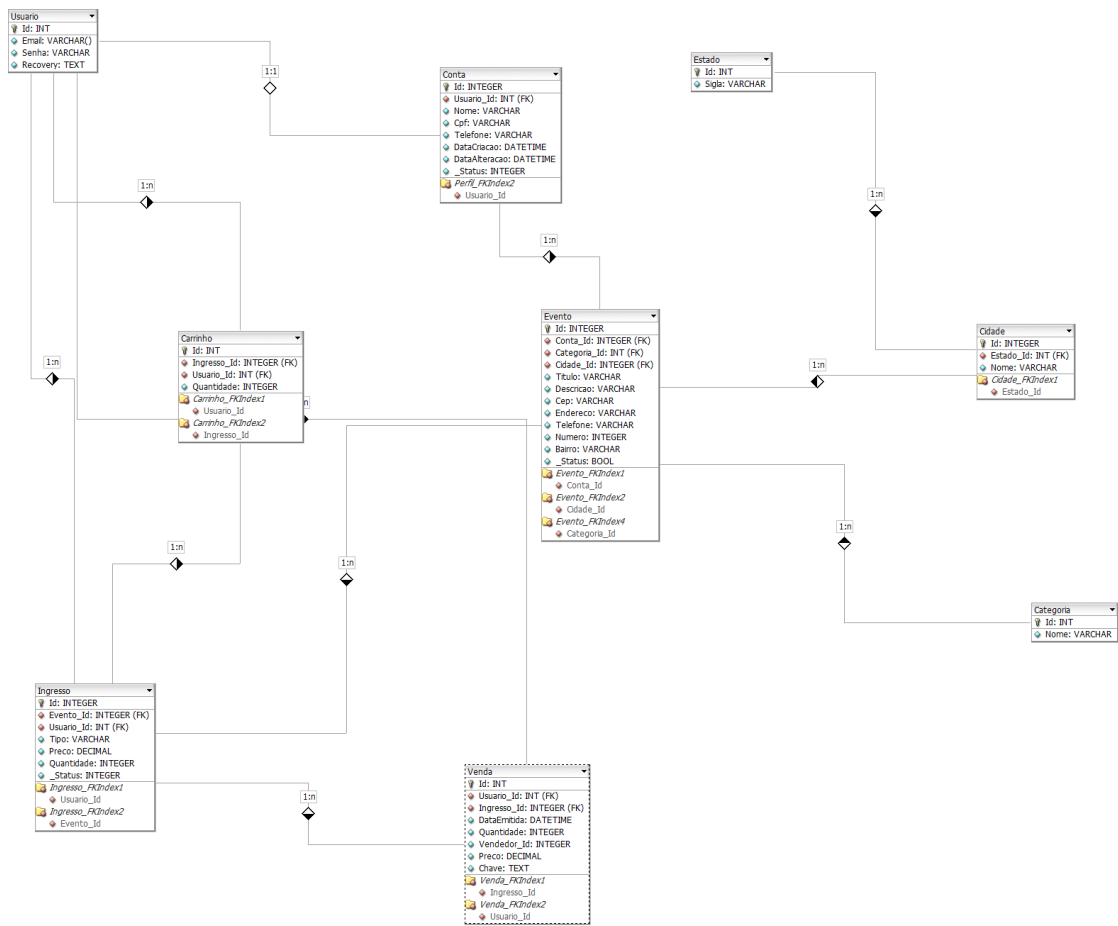 Usuario
Id: INT
Email: VARCHAR()
Senha: VARCHAR
Recovery: TEXT
1:1
Conta
Id: INTEGER
Usuario_Id: INT (FK)
Nome: VARCHAR
Cpf: VARCHAR
Telefone: VARCHAR
DataCriacao: DATETIME
DataAlteracao: DATETIME
_Status: INTEGER
Perfil_FKIndex2
Usuario_Id
Estado
Id: INT
Sigla: VARCHAR
1:n
1:n
1:n
Carrinho
Id: INT
Ingresso_Id: INTEGER (FK)
Usuario_Id: INT (FK)
Quantidade: INTEGER
Carrinho_FKIndex1
Usuario_Id
Carrinho_FKIndex2
Ingresso_Id
n
Evento
Id: INTEGER
Conta_Id: INTEGER (FK)
Categoria_Id: INT (FK)
Cidade_Id: INTEGER (FK)
Titulo: VARCHAR
Descricao: VARCHAR
Cep: VARCHAR
Endereco: VARCHAR
Telefone: VARCHAR
Numero: INTEGER
Bairro: VARCHAR
_Status: BOOL
Evento_FKIndex1
Conta_Id
Evento_FKIndex2
Cidade_Id
Evento_FKIndex4
Categoria_Id
Cidade
Id: INTEGER
Estado_Id: INT (FK)
Nome: VARCHAR
Cidade_FKIndex1
Estado_Id
1:n
1:n
1:n
1:n
1:n
Categoria
Id: INT
Nome: VARCHAR
Ingresso
Id: INTEGER
Evento_Id: INTEGER (FK)
Usuario_Id: INT (FK)
Tipo: VARCHAR
Preco: DECIMAL
Quantidade: INTEGER
_Status: INTEGER
Ingresso_FKIndex1
Usuario_Id
Ingresso_FKIndex2
Evento_Id
1:n
Venda
Id: INT
Usuario_Id: INT (FK)
Ingresso_Id: INTEGER (FK)
DataEmitida: DATETIME
Quantidade: INTEGER
Vendedor_Id: INTEGER
Preco: DECIMAL
Chave: TEXT
Venda_FKIndex1
Ingresso_Id
Venda_FKIndex2
Usuario_Id